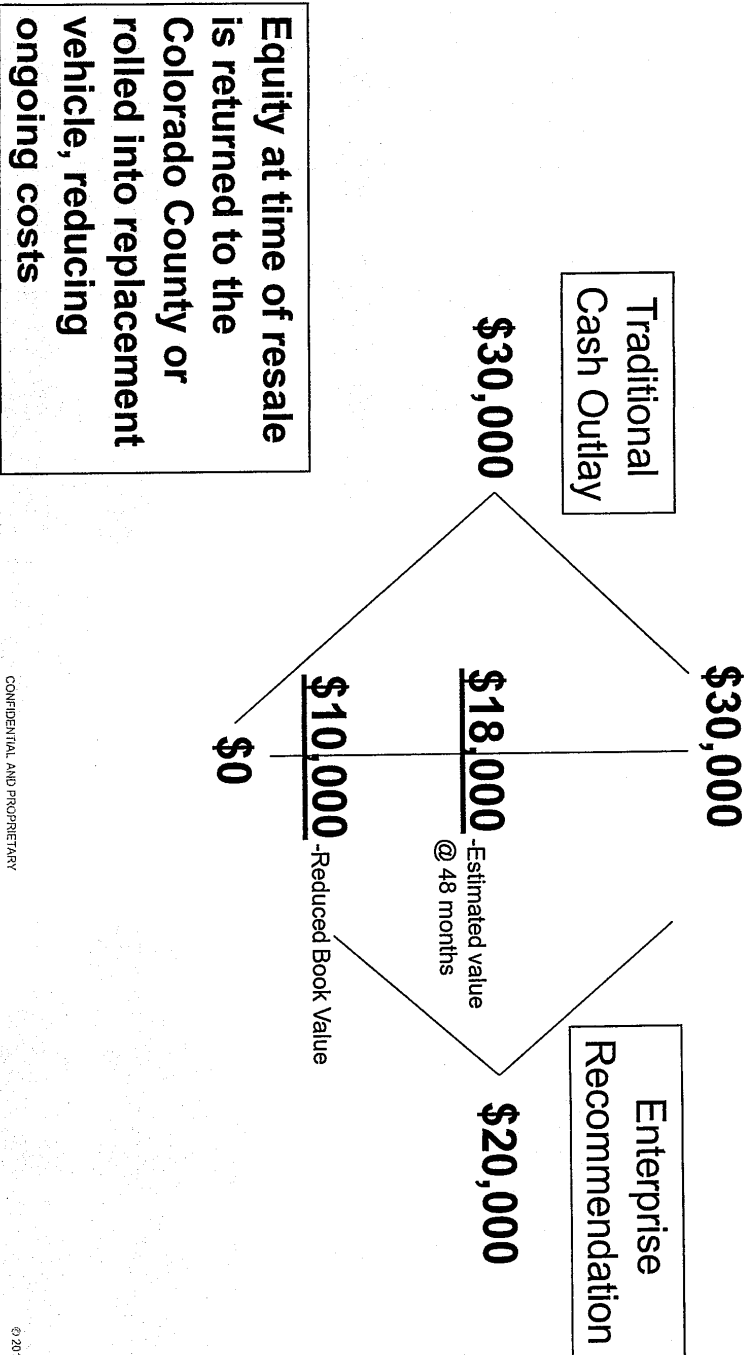 Traditional
Cash Outlay
$30,000
$30,000
$18,000
-Estimated value
@ 48 months
$10,000
-Reduced Book Value
$0
Enterprise
Recommendation
$20,000
Equity at time of resale
is returned to the
Colorado County or
rolled into replacement
vehicle, reducing
ongoing costs
CONFIDENTIAL AND PROPRIETARY